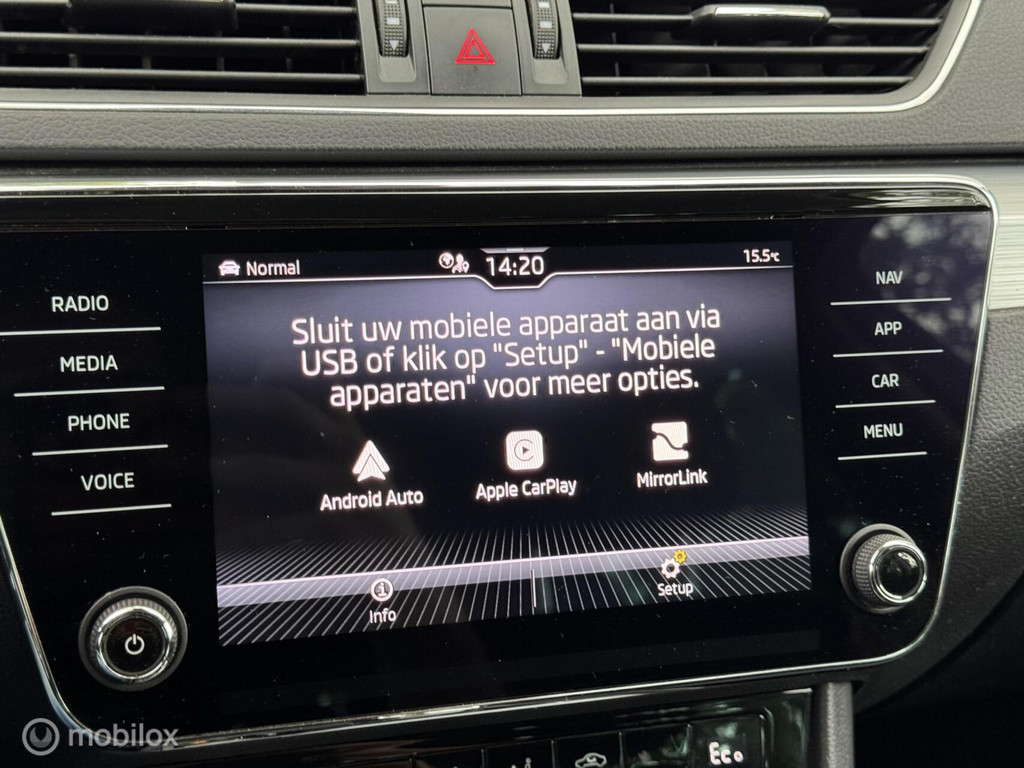 Normal
14:20
15.5°C
RADIO
MEDIA
PHONE
VOICE
Sluit uw mobiele apparaat aan via
USB of klik op "Setup" - "Mobiele
apparaten" voor meer opties.
Android Auto
Apple CarPlay
MirrorLink
Info
Setup
NAV
APP
CAR
MENU
Eco
mobilox